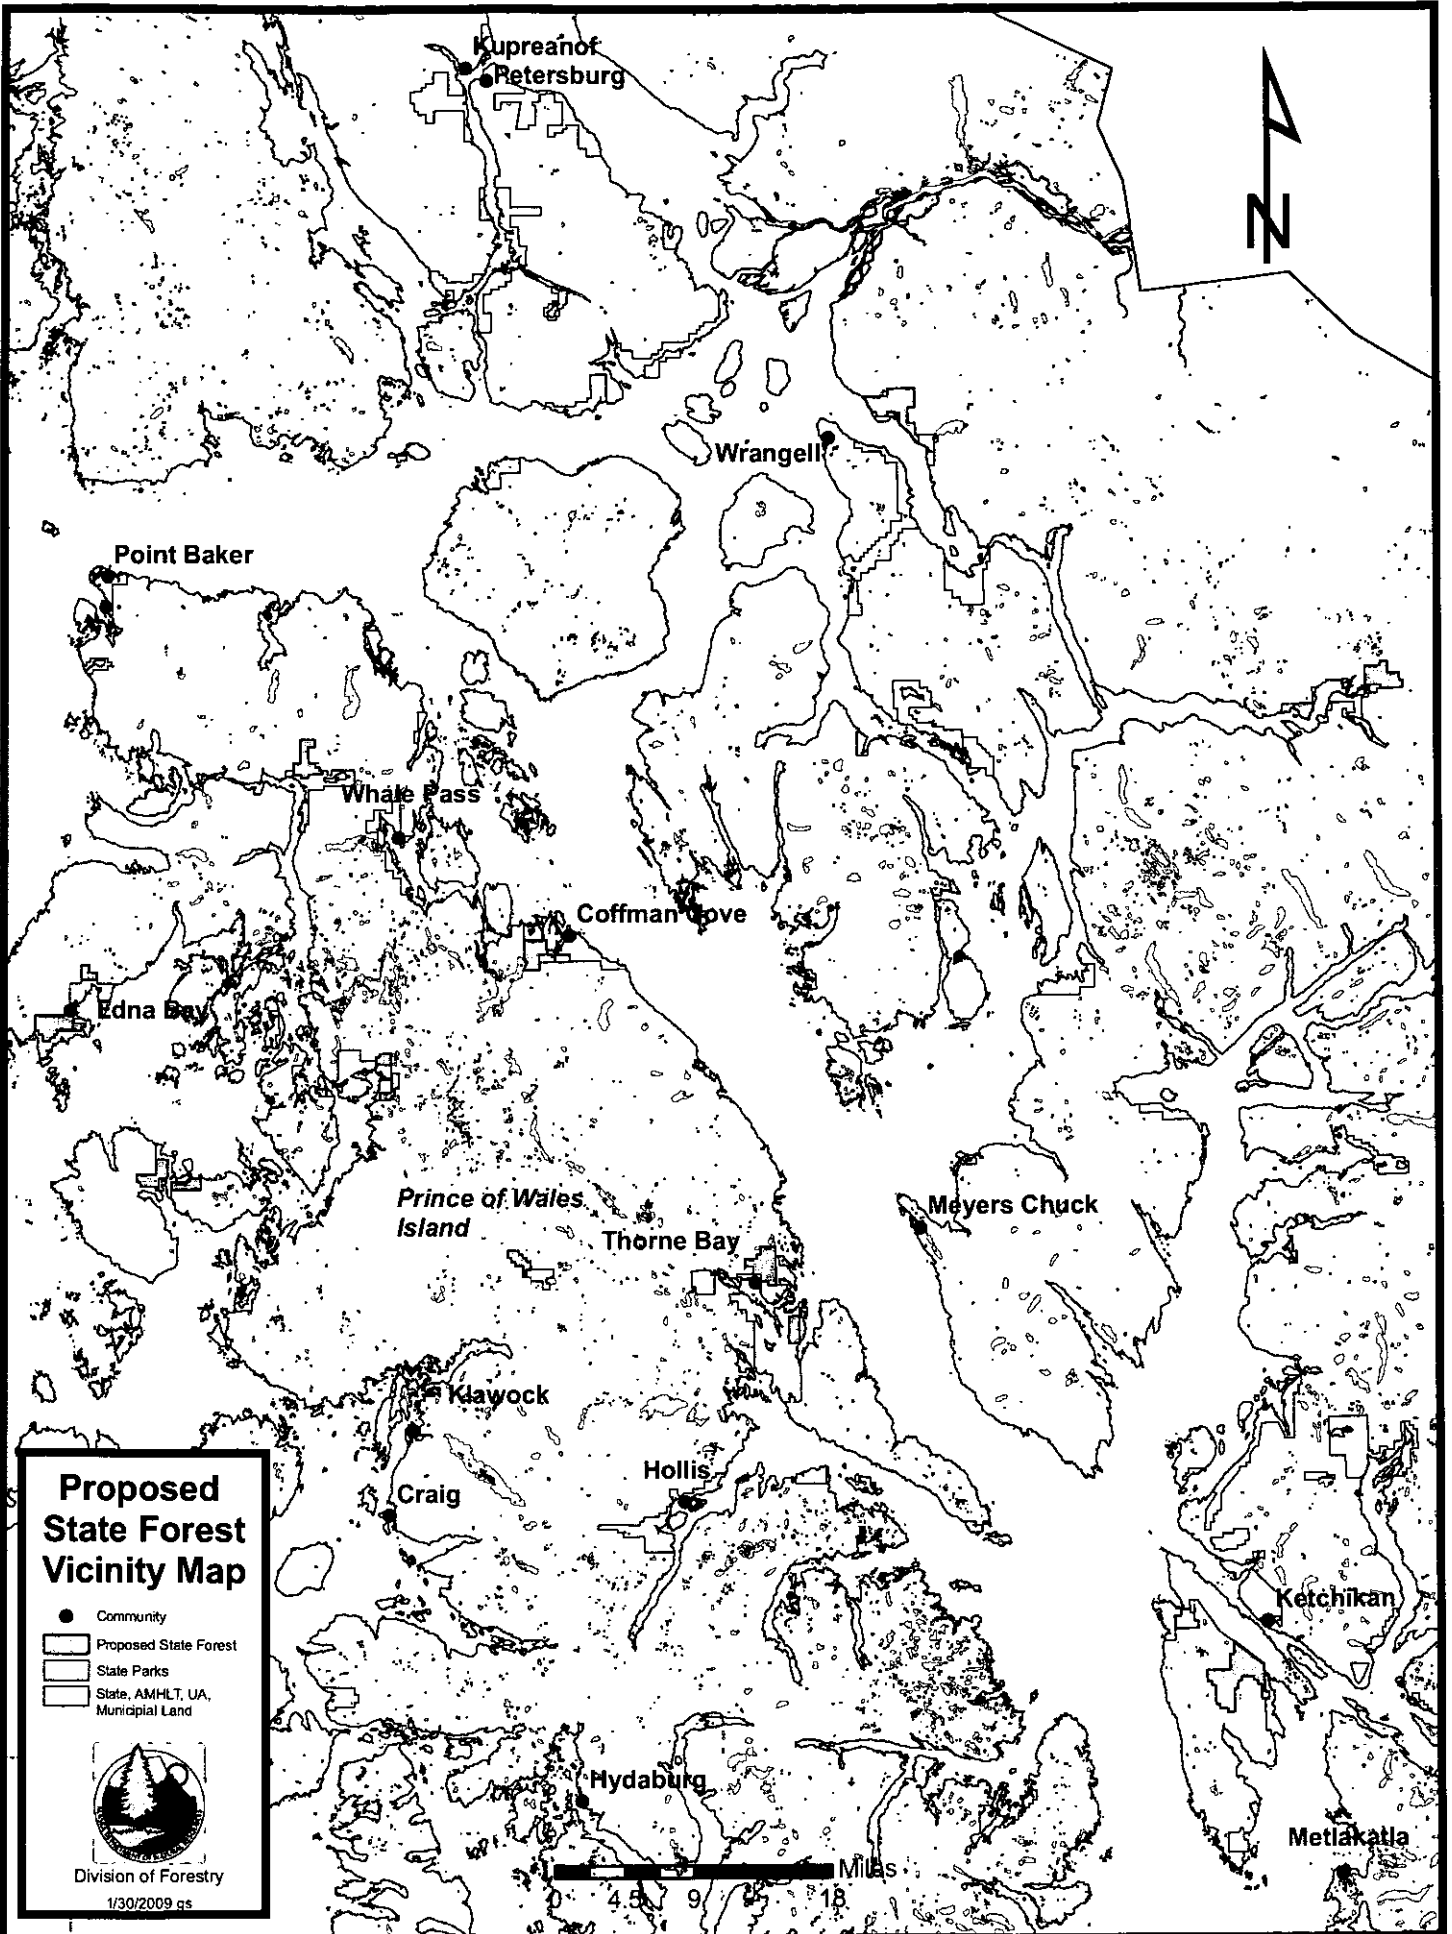 Kupreanof
Petersburg
N
Wrangell
Point Baker
Whale Pass
Coffman Cove
Edna Bay
Prince of Wales
Island
Meyers Chuck
Thorne Bay
Klawock
Hollis
Craig
Ketchikan
Hydaburg
Metlakatla
Miles
0 4.5 9 18
Proposed
State Forest
Vicinity Map
Community
Proposed State Forest
State Parks
State, AMHLT, UA,
Municipial Land
Division of Forestry
1/30/2009 gs